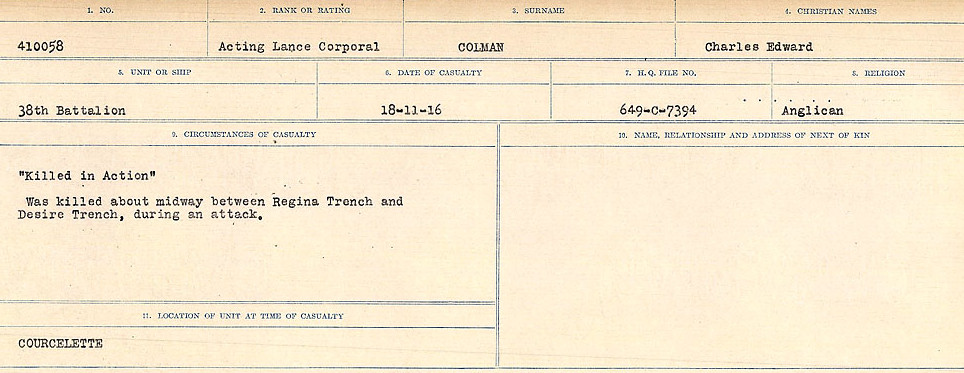 1. NO.
2. RANK OR RATING
3. SURNAME
4. CHRISTIAN NAMES
410058
Acting Lance Corporal
COLMAN
Charles Edward
5. UNIT OR SHIP
6. DATE OF CASUALTY
7. H.Q. FILE NO.
8. RELIGION
38th Battalion
18-11-16
649-C-7394
Anglican
9. CIRCUMSTANCES OF CASUALTY
10. NAME, RELATIONSHIP AND ADDRESS OF NEXT OF KIN
"Killed in Action"
Was killed about midway between Regina Trench and
Desire Trench, during an attack.
11. LOCATION OF UNIT AT TIME OF CASUALTY
COURCELETTE